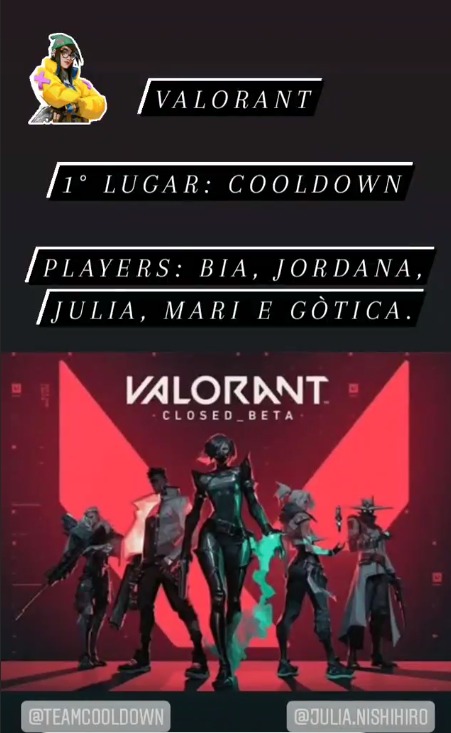 VALORANT
1° LUGAR: COOLDOWN
PLAYERS: BIA, JORDANA,
JULIA, MARI E GÒTICA.
VALORANT
CLOSED_BETA
@TEAMCOOLDOWN @JULIA.NISHIHIRO